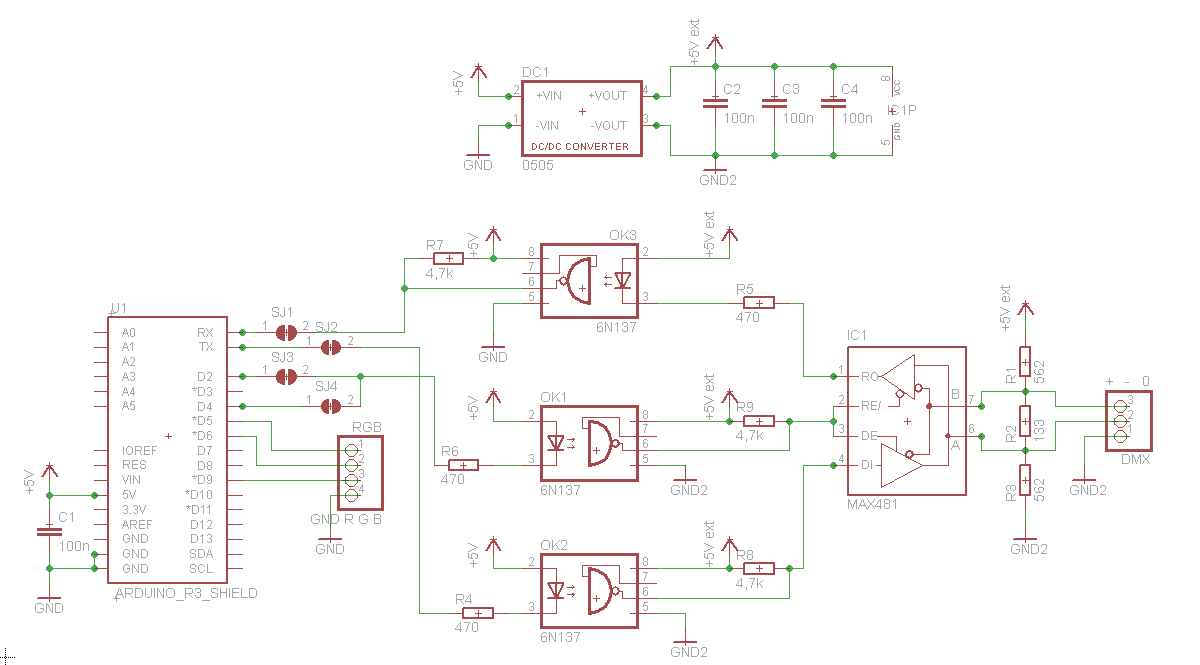 +5V ext
DC1
+5V
2 +VIN +VOUT 4
1 -VIN -VOUT 3
DC/DC CONVERTER
0505
GND
C2 C3 C4
100n 100n 100n
8 VCC
IC1P
GND 5
GND2
R7
4,7k
+5V
OK3
8 7 6 5
2 3
6N137
+5V ext
GND
R5
470
U1
A0 RX
A1 TX
A2
A3 D2
A4 *D3
A5 D4
*D5
*D6
IOREF D7
RES D8
VIN *D9
5V *D10
3.3V *D11
AREF D12
GND D13
GND SDA
GND SCL
ARDUINO_R3_SHIELD
SJ1
1 2
SJ2
1 2
SJ3
1 2
SJ4
1 2
RGB
1
2
3
4
GND R G B
GND
+5V
C1
100n
GND
R6
470
+5V
OK1
2 3
8 7 6 5
6N137
+5V ext
R9
4,7k
GND2
R4
470
+5V
OK2
2 3
8 7 6 5
6N137
+5V ext
R8
4,7k
GND2
IC1
1 RO
2 RE/ B 7
3 DE A 6
4 DI
MAX481
+5V ext
R1 562
R2 133
R3 562
GND2
+ - 0
3
2
1
DMX
GND2